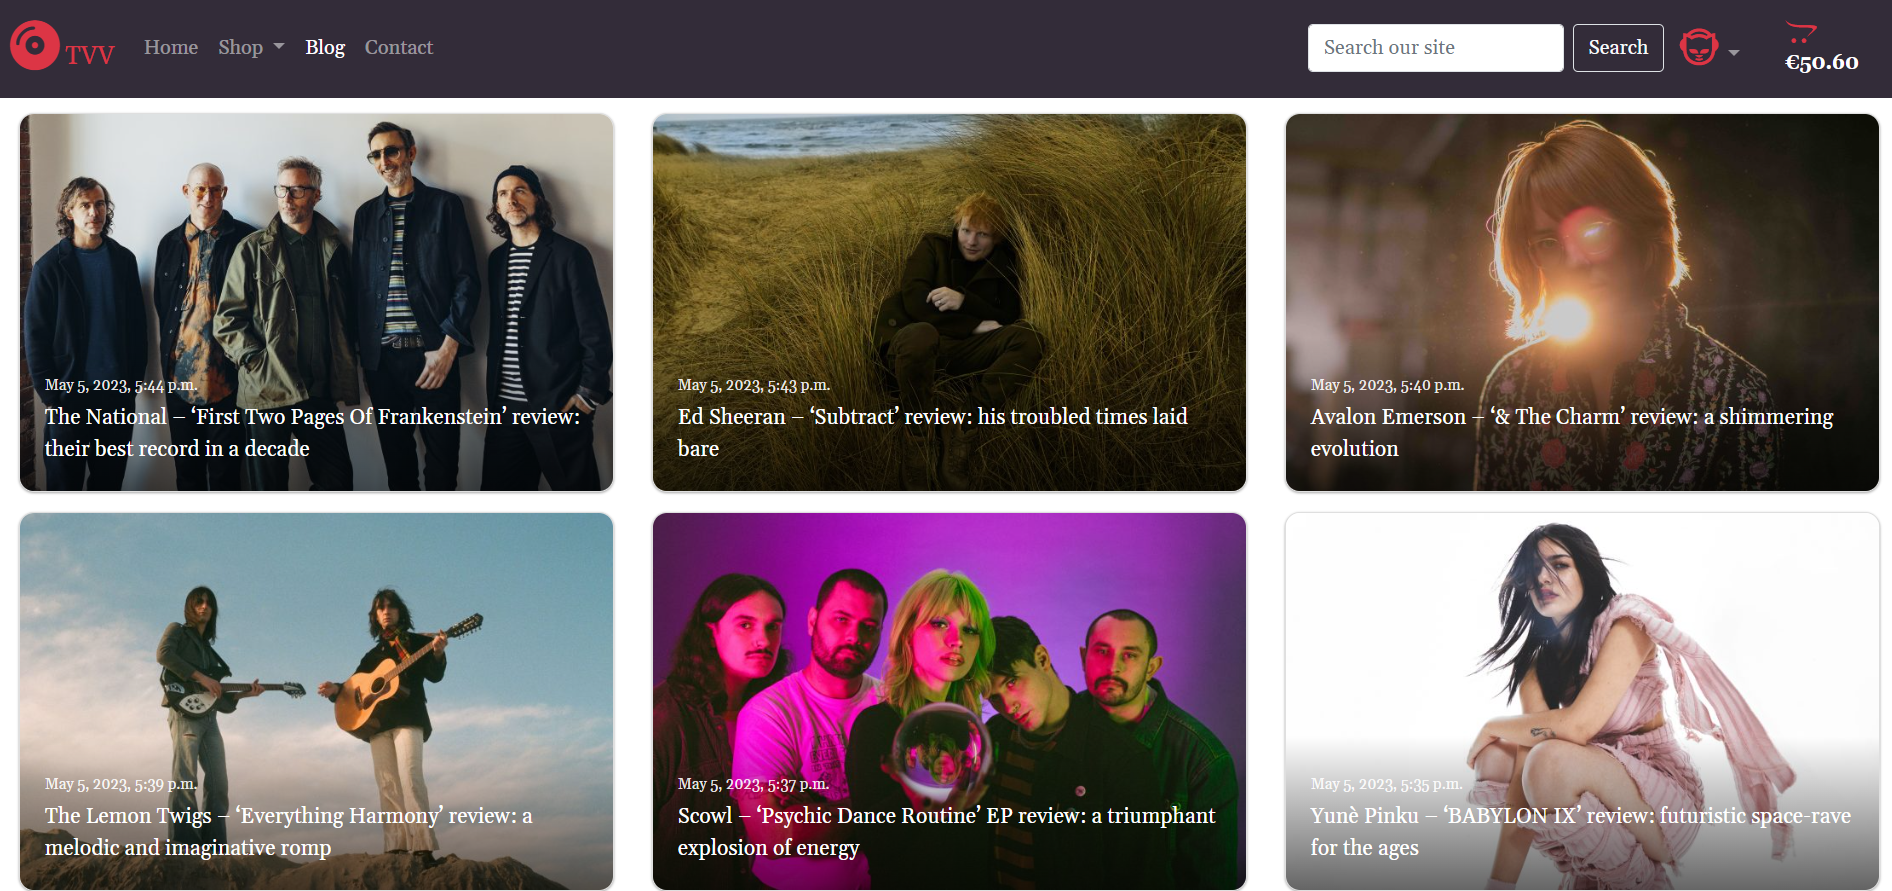 TVV
Home
Shop
Blog
Contact
Search our site
Search
€50.60
May 5, 2023, 5:44 p.m.
The National – ‘First Two Pages Of Frankenstein’ review:
their best record in a decade
May 5, 2023, 5:43 p.m.
Ed Sheeran – ‘Subtract’ review: his troubled times laid
bare
May 5, 2023, 5:40 p.m.
Avalon Emerson – ‘& The Charm’ review: a shimmering
evolution
May 5, 2023, 5:39 p.m.
The Lemon Twigs – ‘Everything Harmony’ review: a
melodic and imaginative romp
May 5, 2023, 5:37 p.m.
Scowl – ‘Psychic Dance Routine’ EP review: a triumphant
explosion of energy
May 5, 2023, 5:35 p.m.
Yunè Pinku – ‘BABYLON IX’ review: futuristic space-rave
for the ages